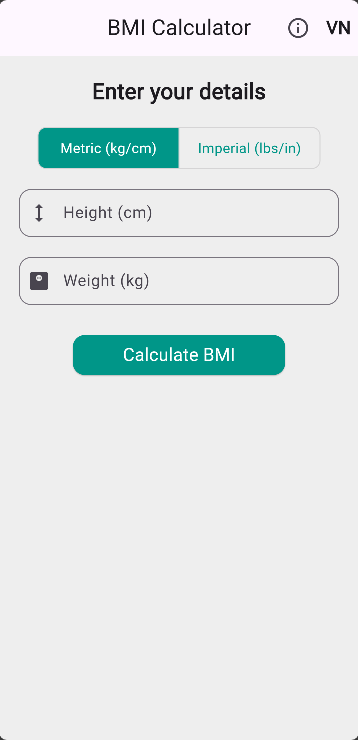 BMI Calculator VN
Enter your details
Metric (kg/cm) Imperial (lbs/in)
Height (cm)
Weight (kg)
Calculate BMI